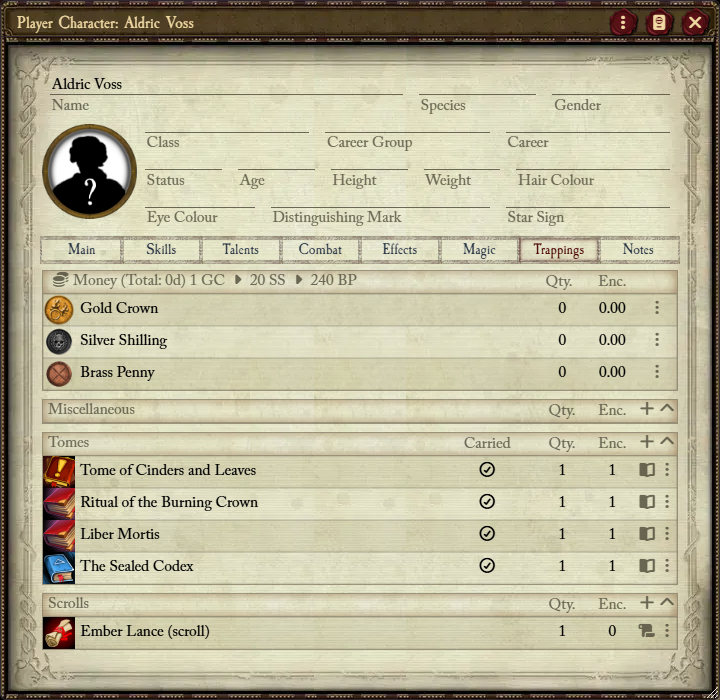 Player Character: Aldric Voss
Aldric Voss
Name Species Gender
Class Career Group Career
Status Age Height Weight Hair Colour
?
Eye Colour Distinguishing Mark Star Sign
Main Skills Talents Combat Effects Magic Trappings Notes
Money (Total: 0d) 1 GC 20 SS 240 BP Qty. Enc.
Gold Crown 0 0.00
Silver Shilling 0 0.00
Brass Penny 0 0.00
Miscellaneous Qty. Enc.
Tomes Carried Qty. Enc.
Tome of Cinders and Leaves 1 1
Ritual of the Burning Crown 1 1
Liber Mortis 1 1
The Sealed Codex 1 1
Scrolls Qty. Enc.
Ember Lance (scroll) 1 0